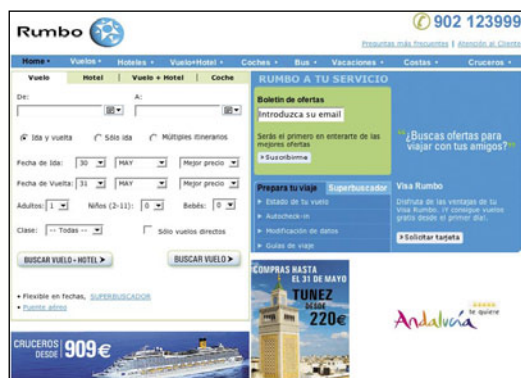 Rumbo
902 123999
Preguntas más frecuentes | Atención al Cliente
Home Vuelos Hoteles Vuelo+Hotel Coches Bus Vacaciones Costas Cruceros
Vuelo | Hotel | Vuelo + Hotel | Coche
De: A:
Ida y vuelta Sólo ida Múltiples itinerarios
Fecha de Ida: 30 MAY Mejor precio
Fecha de Vuelta: 31 MAY Mejor precio
Adultos: 1 Niños (2-11): 0 Bebés: 0
Clase: -- Todas -- Sólo vuelos directos
BUSCAR VUELO+HOTEL > BUSCAR VUELO >
• Flexible en fechas, SUPERBUSCADOR
• Puente aéreo
CRUCEROS
DESDE 909€
RUMBO A TU SERVICIO
Boletín de ofertas
Introduzca su email
Serás el primero en enterarte de las
mejores ofertas
Suscribirme
Prepara tu viaje Superbuscador
Estado de tu vuelo
Autocheck-in
Modificación de datos
Guías de viaje
"¿Buscas ofertas para
viajar con tus amigos?"
Visa Rumbo
Disfruta de las ventajas de tu
Visa Rumbo. ¡Y consigue vuelos
gratis desde el primer día!.
Solicitar tarjeta
COMPRAS HASTA
EL 31 DE MAYO
TUNEZ
DESDE
220€
Andalucía
te quiere